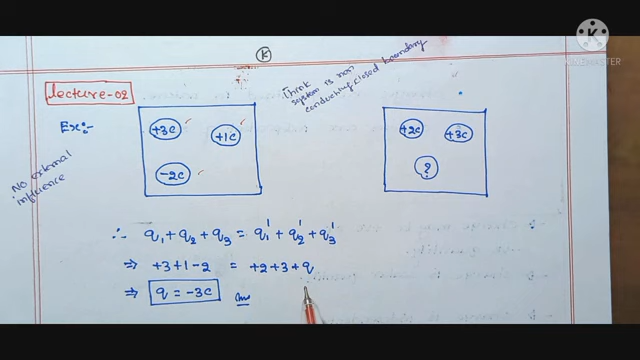 K
Lecture-02
Think
system is non
conducting closed boundary
Ex:-
+3C
+1C
-2C
+2C
+3C
?
No external
influence
∴ q₁ + q₂ + q₃ = q₁' + q₂' + q₃'
⇒ +3+1-2 = +2+3+q
⇒ q = -3C Ans